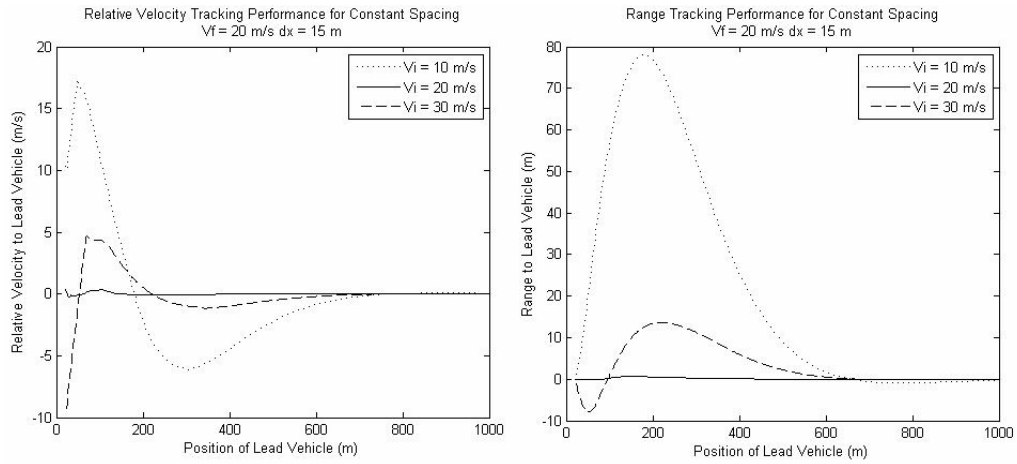 Relative Velocity Tracking Performance for Constant Spacing
Vf = 20 m/s dx = 15 m
20
15
10
5
0
-5
-10
Relative Velocity to Lead Vehicle (m/s)
Vi = 10 m/s
Vi = 20 m/s
Vi = 30 m/s
0 200 400 600 800 1000
Position of Lead Vehicle (m)
Range Tracking Performance for Constant Spacing
Vf = 20 m/s dx = 15 m
80
70
60
50
40
30
20
10
0
-10
Range to Lead Vehicle (m)
Vi = 10 m/s
Vi = 20 m/s
Vi = 30 m/s
0 200 400 600 800 1000
Position of Lead Vehicle (m)